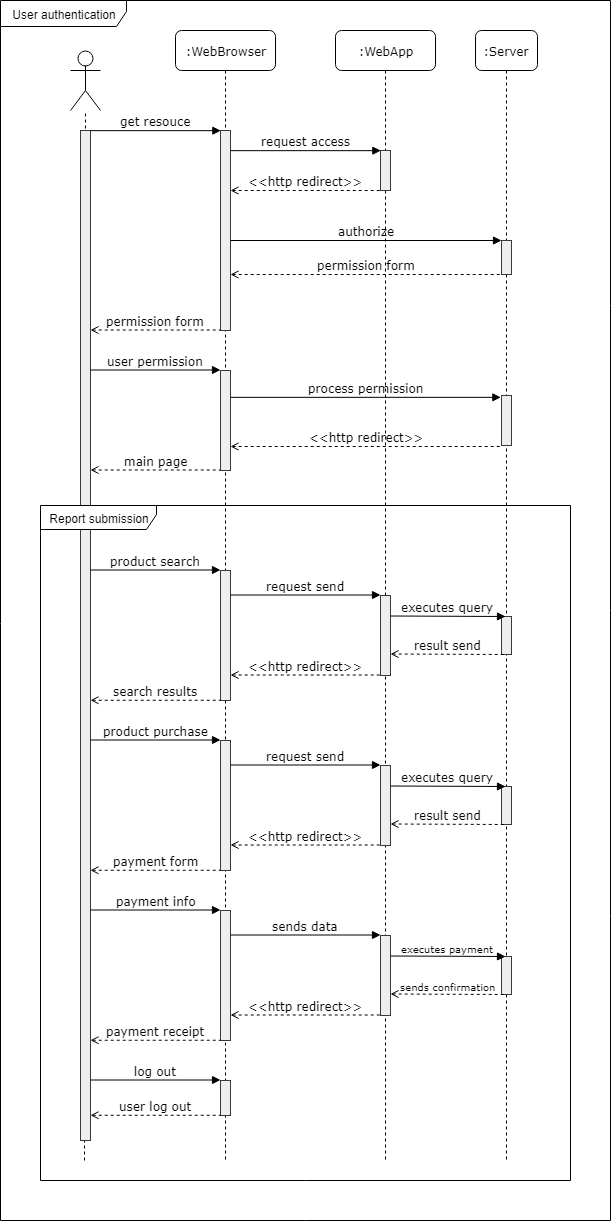 User authentication
:WebBrowser
:WebApp
:Server
get resouce
request access
<<http redirect>>
authorize
permission form
permission form
user permission
process permission
<<http redirect>>
main page
Report submission
product search
request send
executes query
result send
<<http redirect>>
search results
product purchase
request send
executes query
result send
<<http redirect>>
payment form
payment info
sends data
executes payment
sends confirmation
<<http redirect>>
payment receipt
log out
user log out